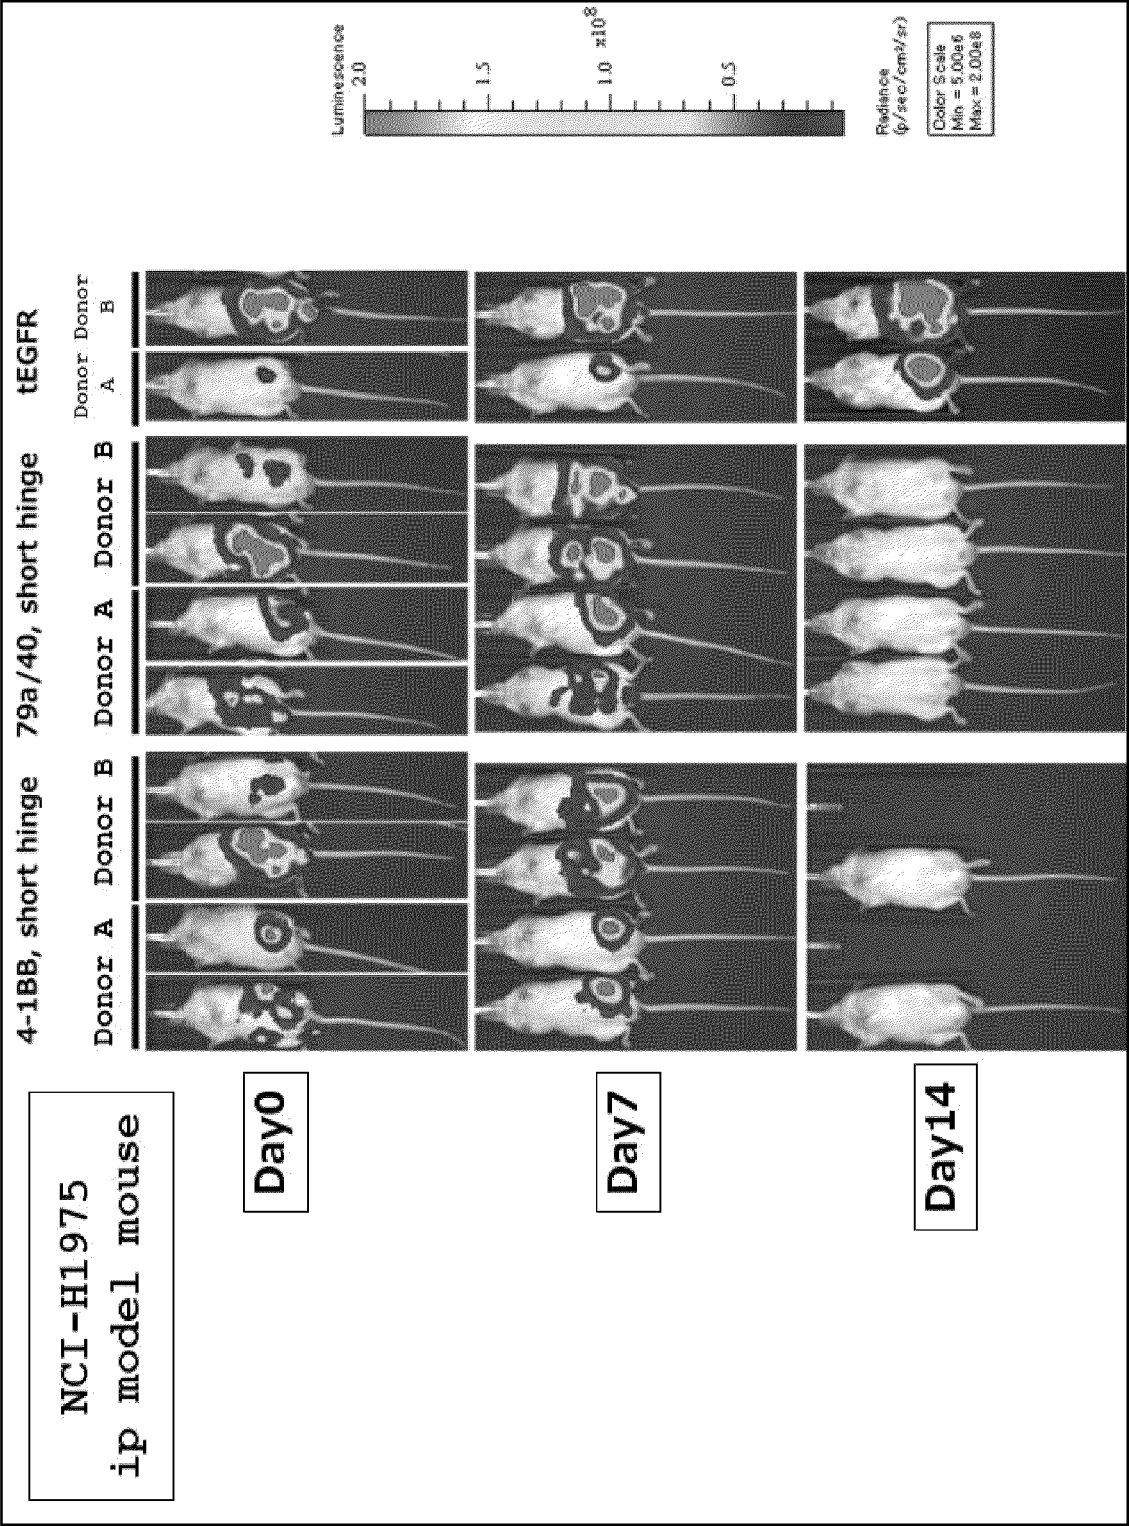 NCI-H1975
ip model mouse
4-1BB, short hinge
79a/40, short hinge
tEGFR
Donor A
Donor B
Donor A
Donor B
Donor
A
Donor
B
Day0
Day7
Day14
Luminescence
2.0
1.5
1.0
x10⁸
0.5
Radiance
(p/sec/cm²/sr)
Color Scale
Min = 5.00e6
Max = 2.00e8